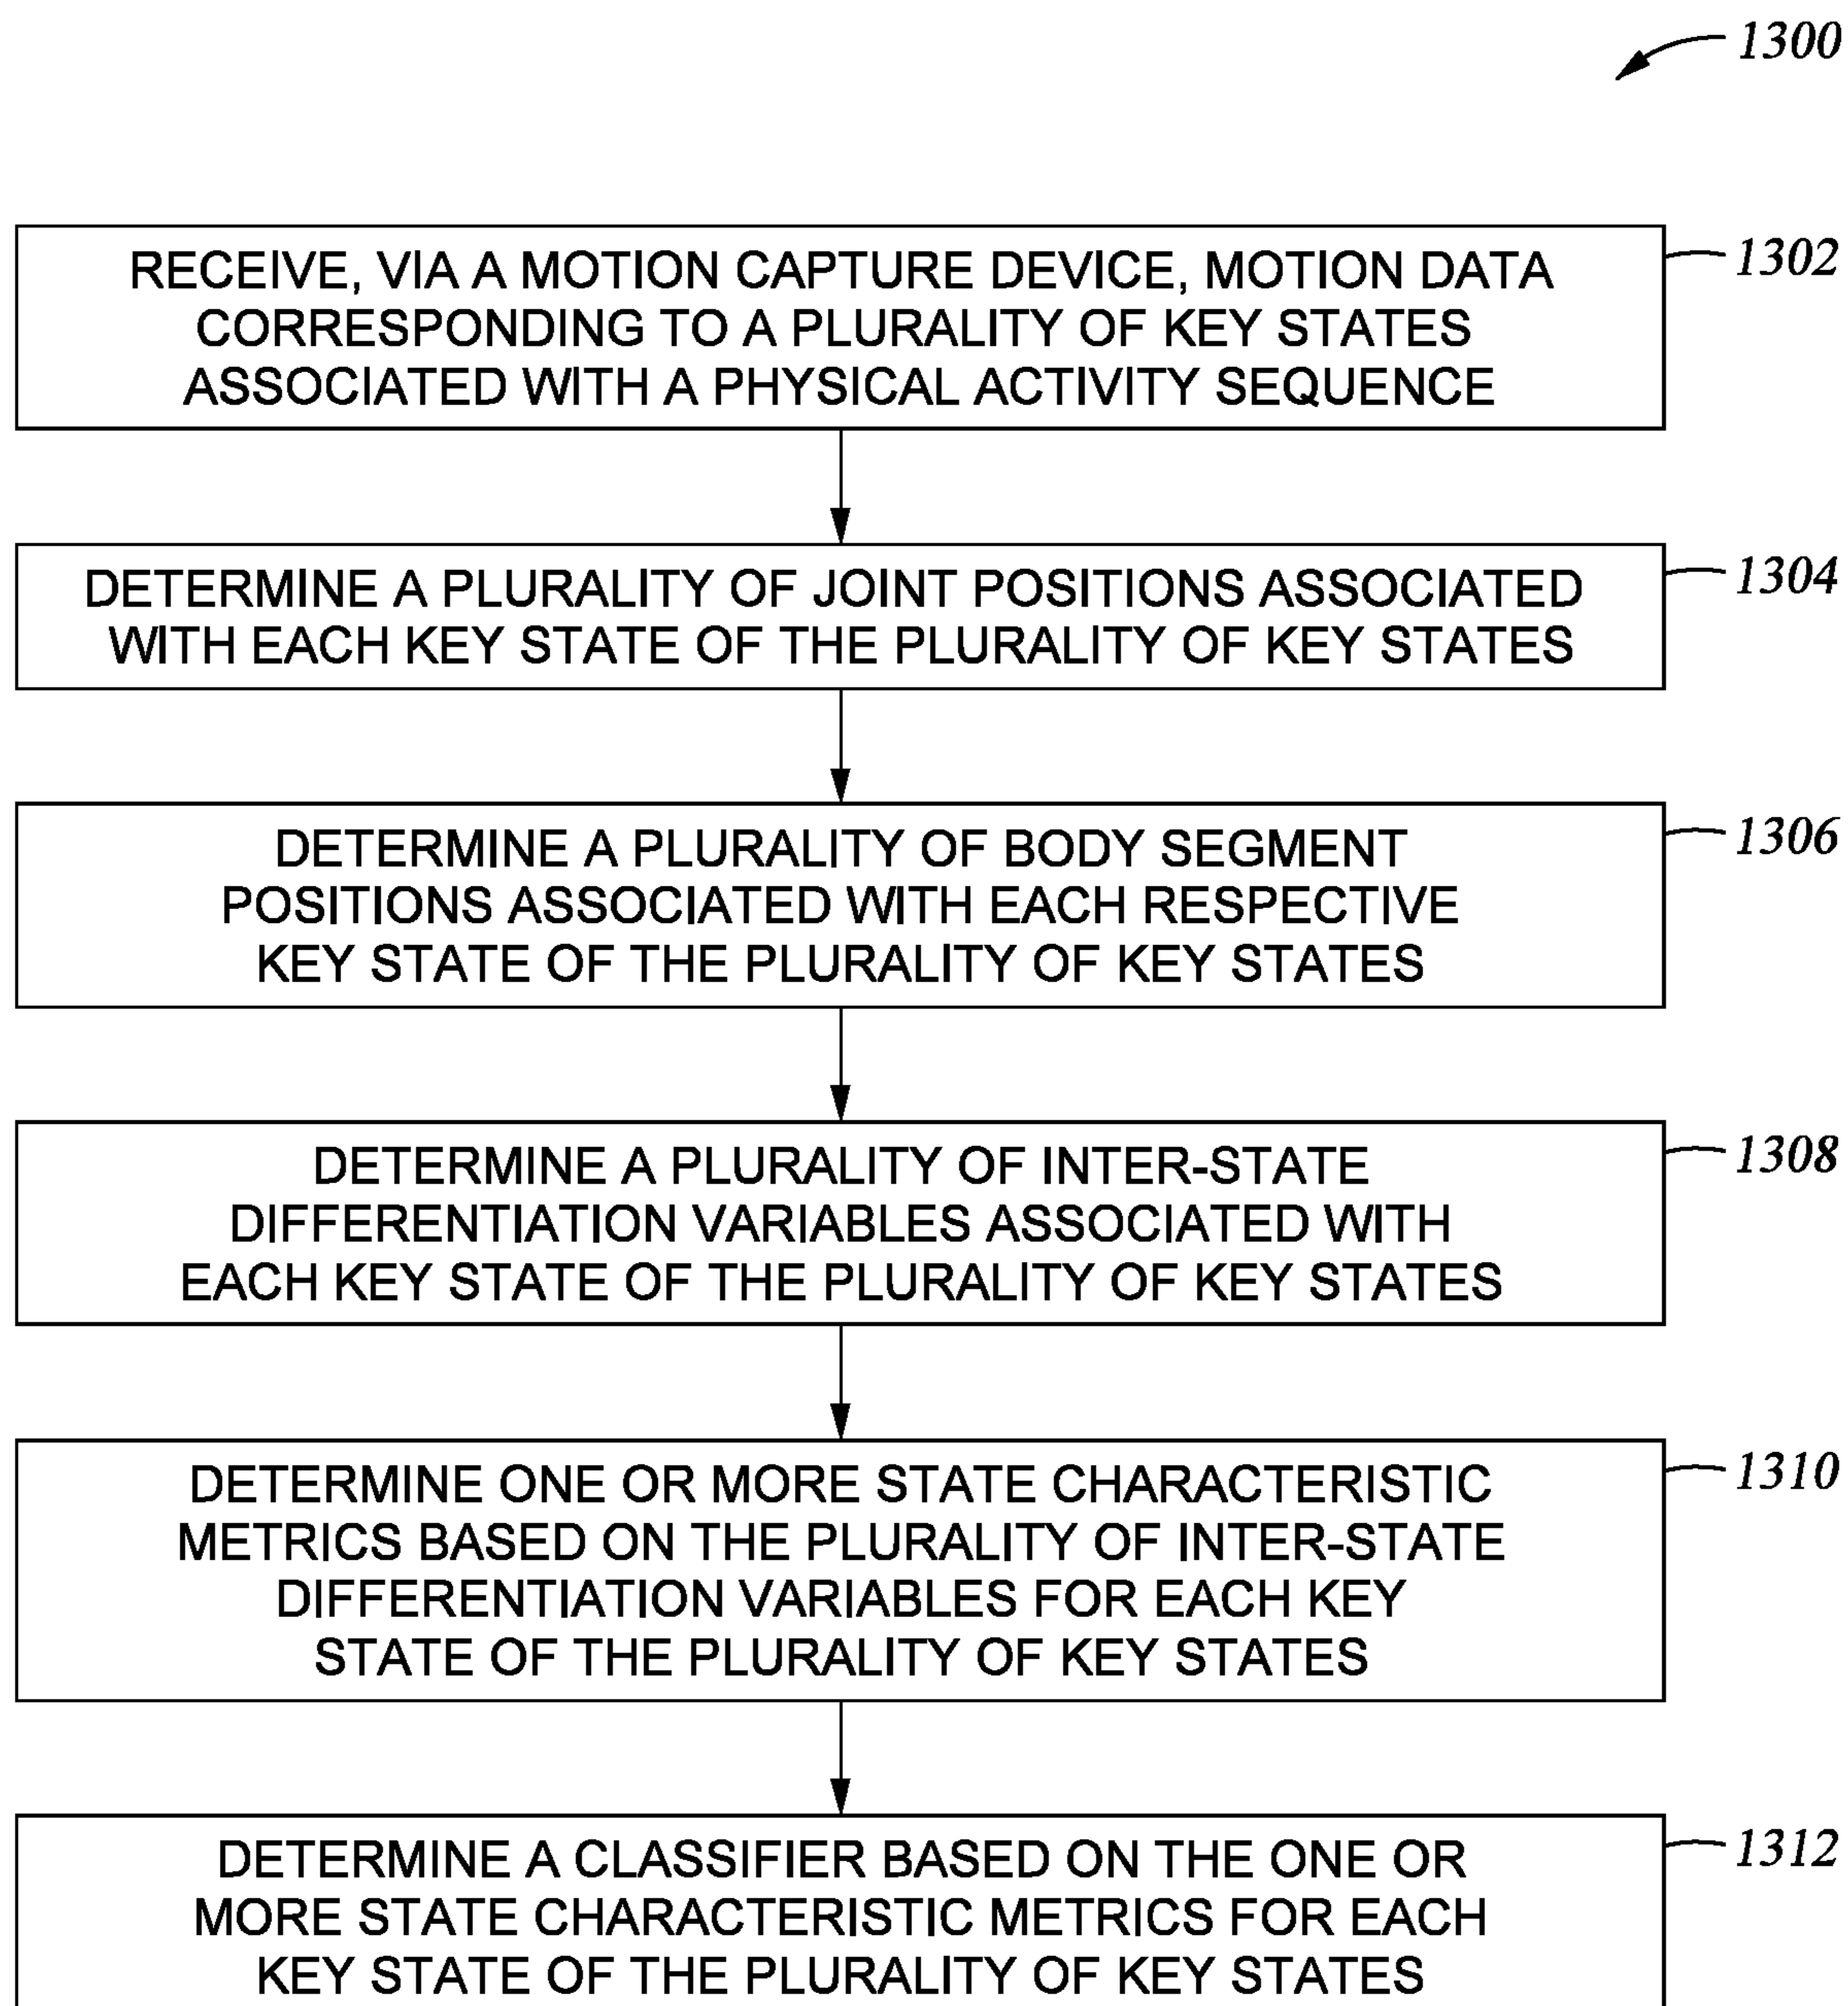 1300
RECEIVE, VIA A MOTION CAPTURE DEVICE, MOTION DATA
CORRESPONDING TO A PLURALITY OF KEY STATES
ASSOCIATED WITH A PHYSICAL ACTIVITY SEQUENCE
1302
DETERMINE A PLURALITY OF JOINT POSITIONS ASSOCIATED
WITH EACH KEY STATE OF THE PLURALITY OF KEY STATES
1304
DETERMINE A PLURALITY OF BODY SEGMENT
POSITIONS ASSOCIATED WITH EACH RESPECTIVE
KEY STATE OF THE PLURALITY OF KEY STATES
1306
DETERMINE A PLURALITY OF INTER-STATE
DIFFERENTIATION VARIABLES ASSOCIATED WITH
EACH KEY STATE OF THE PLURALITY OF KEY STATES
1308
DETERMINE ONE OR MORE STATE CHARACTERISTIC
METRICS BASED ON THE PLURALITY OF INTER-STATE
DIFFERENTIATION VARIABLES FOR EACH KEY
STATE OF THE PLURALITY OF KEY STATES
1310
DETERMINE A CLASSIFIER BASED ON THE ONE OR
MORE STATE CHARACTERISTIC METRICS FOR EACH
KEY STATE OF THE PLURALITY OF KEY STATES
1312